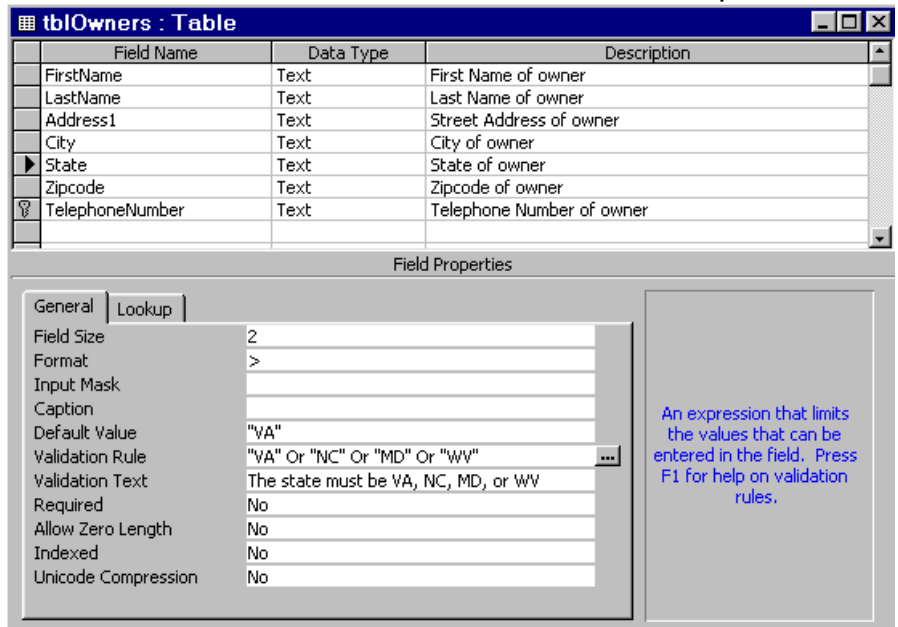 tblOwners : Table
Field Name Data Type Description
FirstName Text First Name of owner
LastName Text Last Name of owner
Address1 Text Street Address of owner
City Text City of owner
State Text State of owner
Zipcode Text Zipcode of owner
TelephoneNumber Text Telephone Number of owner
Field Properties
General Lookup
Field Size 2
Format >
Input Mask
Caption
Default Value "VA"
Validation Rule "VA" Or "NC" Or "MD" Or "WV" ...
Validation Text The state must be VA, NC, MD, or WV
Required No
Allow Zero Length No
Indexed No
Unicode Compression No
An expression that limits
the values that can be
entered in the field. Press
F1 for help on validation
rules.